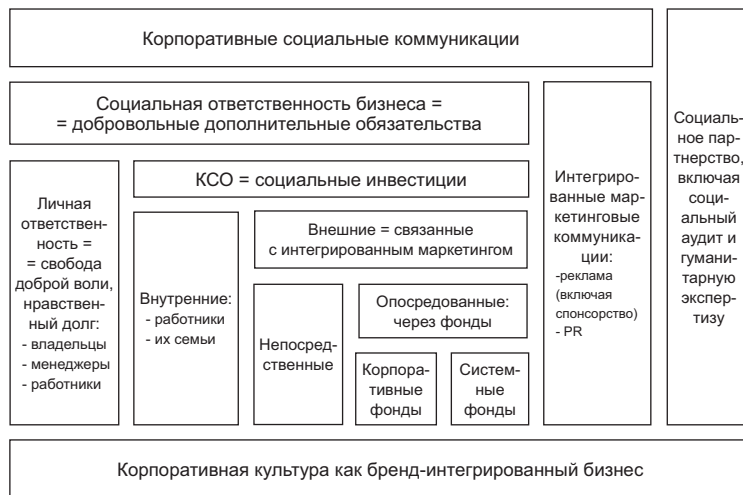 Корпоративные социальные коммуникации
Социальная ответственность бизнеса =
= добровольные дополнительные обязательства
Личная
ответствен-
ность =
= свобода
доброй воли,
нравствен-
ный долг:
- владельцы
- менеджеры
- работники
КСО = социальные инвестиции
Внутренние:
- работники
- их семьи
Внешние = связанные
с интегрированным маркетингом
Непосред-
ственные
Опосредованные:
через фонды
Корпора-
тивные
фонды
Систем-
ные
фонды
Интегриро-
ванные мар-
кетинговые
коммуника-
ции:
-реклама
(включая
спонсорство)
- PR
Социаль-
ное пар-
тнерство,
включая
соци-
альный
аудит и
гумани-
тарную
экспер-
тизу
Корпоративная культура как бренд-интегрированный бизнес